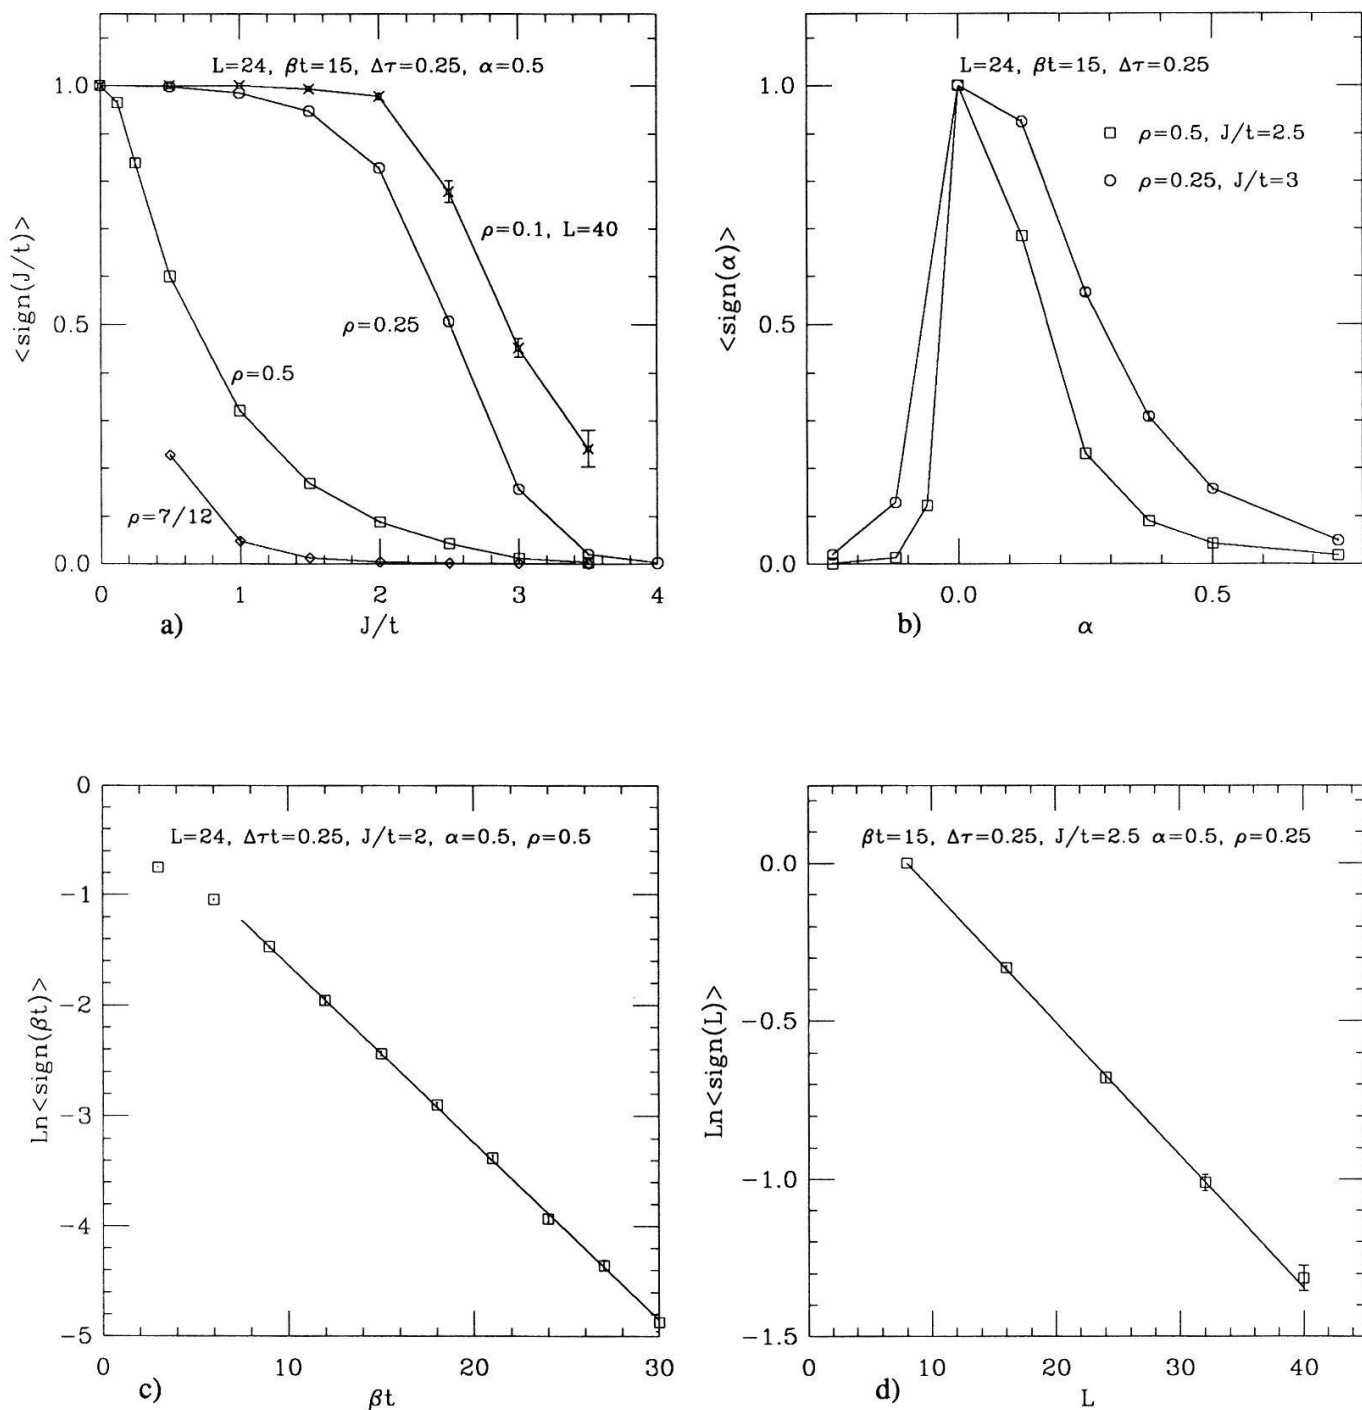 L=24, βt=15, Δτ=0.25, α=0.5
1.0
0.5
0.0
<sign(J/t)>
ρ=0.1, L=40
ρ=0.25
ρ=0.5
ρ=7/12
0 1 2 3 4
J/t
a)
L=24, βt=15, Δτ=0.25
ρ=0.5, J/t=2.5
ρ=0.25, J/t=3
1.0
0.5
0.0
<sign(α)>
0.0 0.5
α
b)
L=24, Δτt=0.25, J/t=2, α=0.5, ρ=0.5
0
−1
−2
−3
−4
−5
Ln<sign(βt)>
0 10 20 30
βt
c)
βt=15, Δτ=0.25, J/t=2.5 α=0.5, ρ=0.25
0.0
−0.5
−1.0
−1.5
Ln<sign(L)>
0 10 20 30 40
L
d)